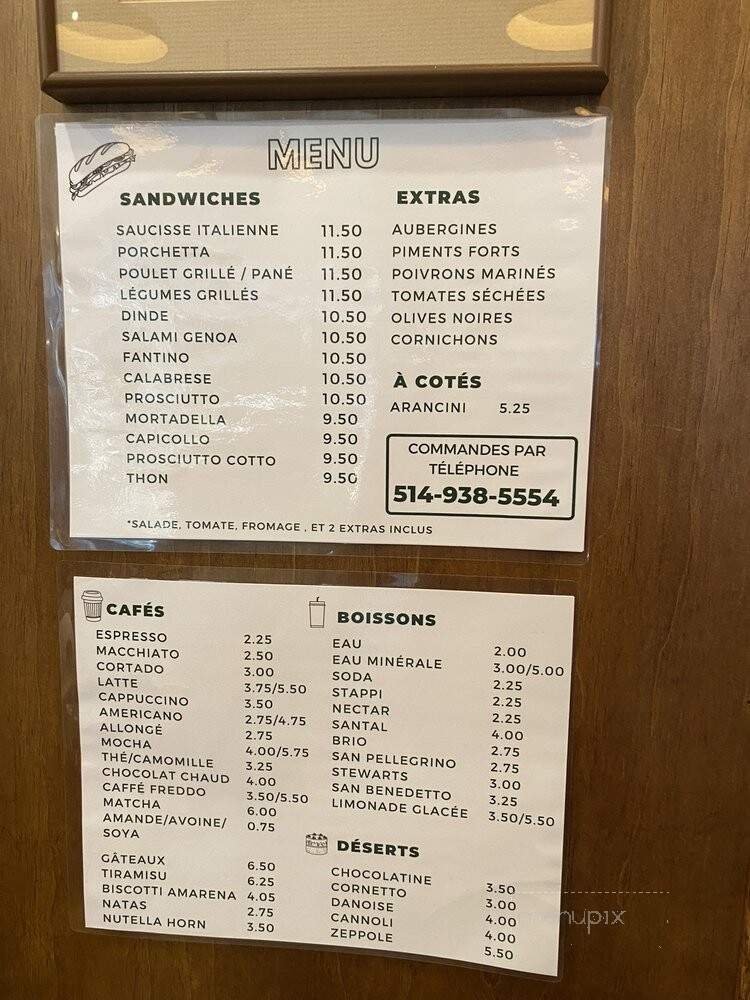 MENU
SANDWICHES
SAUCISSE ITALIENNE 11.50
PORCHETTA 11.50
POULET GRILLÉ / PANÉ 11.50
LÉGUMES GRILLÉS 11.50
DINDE 10.50
SALAMI GENOA 10.50
FANTINO 10.50
CALABRESE 10.50
PROSCIUTTO 10.50
MORTADELLA 9.50
CAPICOLLO 9.50
PROSCIUTTO COTTO 9.50
THON 9.50
EXTRAS
AUBERGINES
PIMENTS FORTS
POIVRONS MARINÉS
TOMATES SÉCHÉES
OLIVES NOIRES
CORNICHONS
À COTÉS
ARANCINI 5.25
COMMANDES PAR
TÉLÉPHONE
514-938-5554
*SALADE, TOMATE, FROMAGE , ET 2 EXTRAS INCLUS
CAFÉS
ESPRESSO 2.25
MACCHIATO 2.50
CORTADO 3.00
LATTE 3.75/5.50
CAPPUCCINO 3.50
AMERICANO 2.75/4.75
ALLONGÉ 2.75
MOCHA 4.00/5.75
THÉ/CAMOMILLE 3.25
CHOCOLAT CHAUD 4.00
CAFFÉ FREDDO 3.50/5.50
MATCHA 6.00
AMANDE/AVOINE/ 0.75
SOYA
GÂTEAUX 6.50
TIRAMISU 6.25
BISCOTTI AMARENA 4.05
NATAS 2.75
NUTELLA HORN 3.50
BOISSONS
EAU 2.00
EAU MINÉRALE 3.00/5.00
SODA 2.25
STAPPI 2.25
NECTAR 2.25
SANTAL 4.00
BRIO 2.75
SAN PELLEGRINO 2.75
STEWARTS 3.00
SAN BENEDETTO 3.25
LIMONADE GLACÉE 3.50/5.50
DÉSERTS
CHOCOLATINE 3.50
CORNETTO 3.00
DANOISE 4.00
CANNOLI 4.00
ZEPPOLE 5.50
menupix